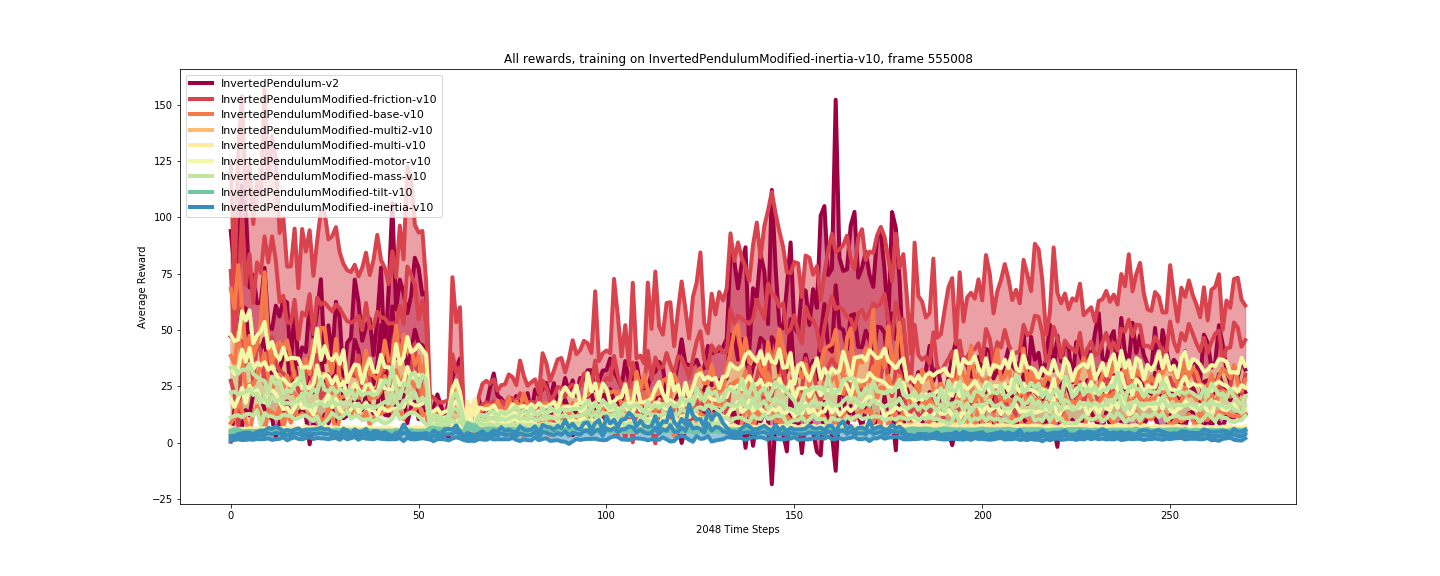 All rewards, training on InvertedPendulumModified-inertia-v10, frame 555008
InvertedPendulum-v2
InvertedPendulumModified-friction-v10
InvertedPendulumModified-base-v10
InvertedPendulumModified-multi2-v10
InvertedPendulumModified-multi-v10
InvertedPendulumModified-motor-v10
InvertedPendulumModified-mass-v10
InvertedPendulumModified-tilt-v10
InvertedPendulumModified-inertia-v10
Average Reward
150
125
100
75
50
25
0
−25
0 50 100 150 200 250
2048 Time Steps